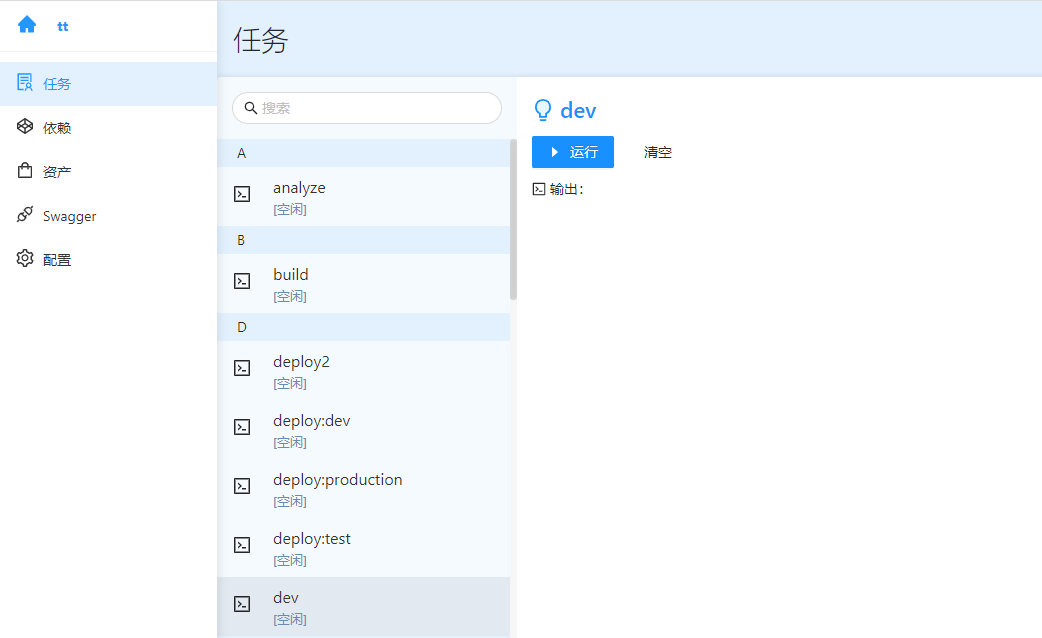 tt
任务
依赖
资产
Swagger
配置
任务
搜索
A
analyze
[空闲]
B
build
[空闲]
D
deploy2
[空闲]
deploy:dev
[空闲]
deploy:production
[空闲]
deploy:test
[空闲]
dev
[空闲]
dev
运行 清空
输出: